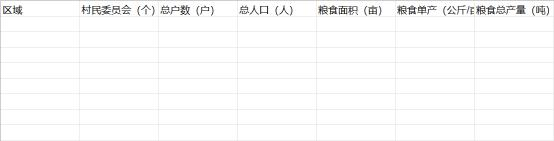 区域 村民委员会（个） 总户数（户） 总人口（人） 粮食面积（亩） 粮食单产（公斤/ 粮食总产量（吨）